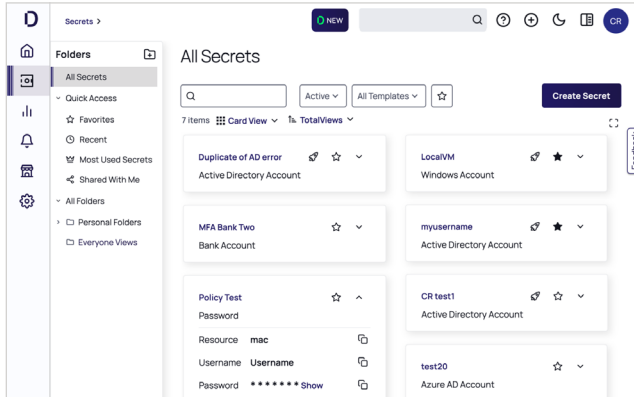 Secrets >
NEW
CR
Folders
All Secrets
Quick Access
Favorites
Recent
Most Used Secrets
Shared With Me
All Folders
Personal Folders
Everyone Views
All Secrets
Active
All Templates
Create Secret
7 items Card View TotalViews
Duplicate of AD error
Active Directory Account
LocalVM
Windows Account
MFA Bank Two
Bank Account
myusername
Active Directory Account
Policy Test
Password
Resource mac
Username Username
Password ******* Show
CR test1
Active Directory Account
test20
Azure AD Account